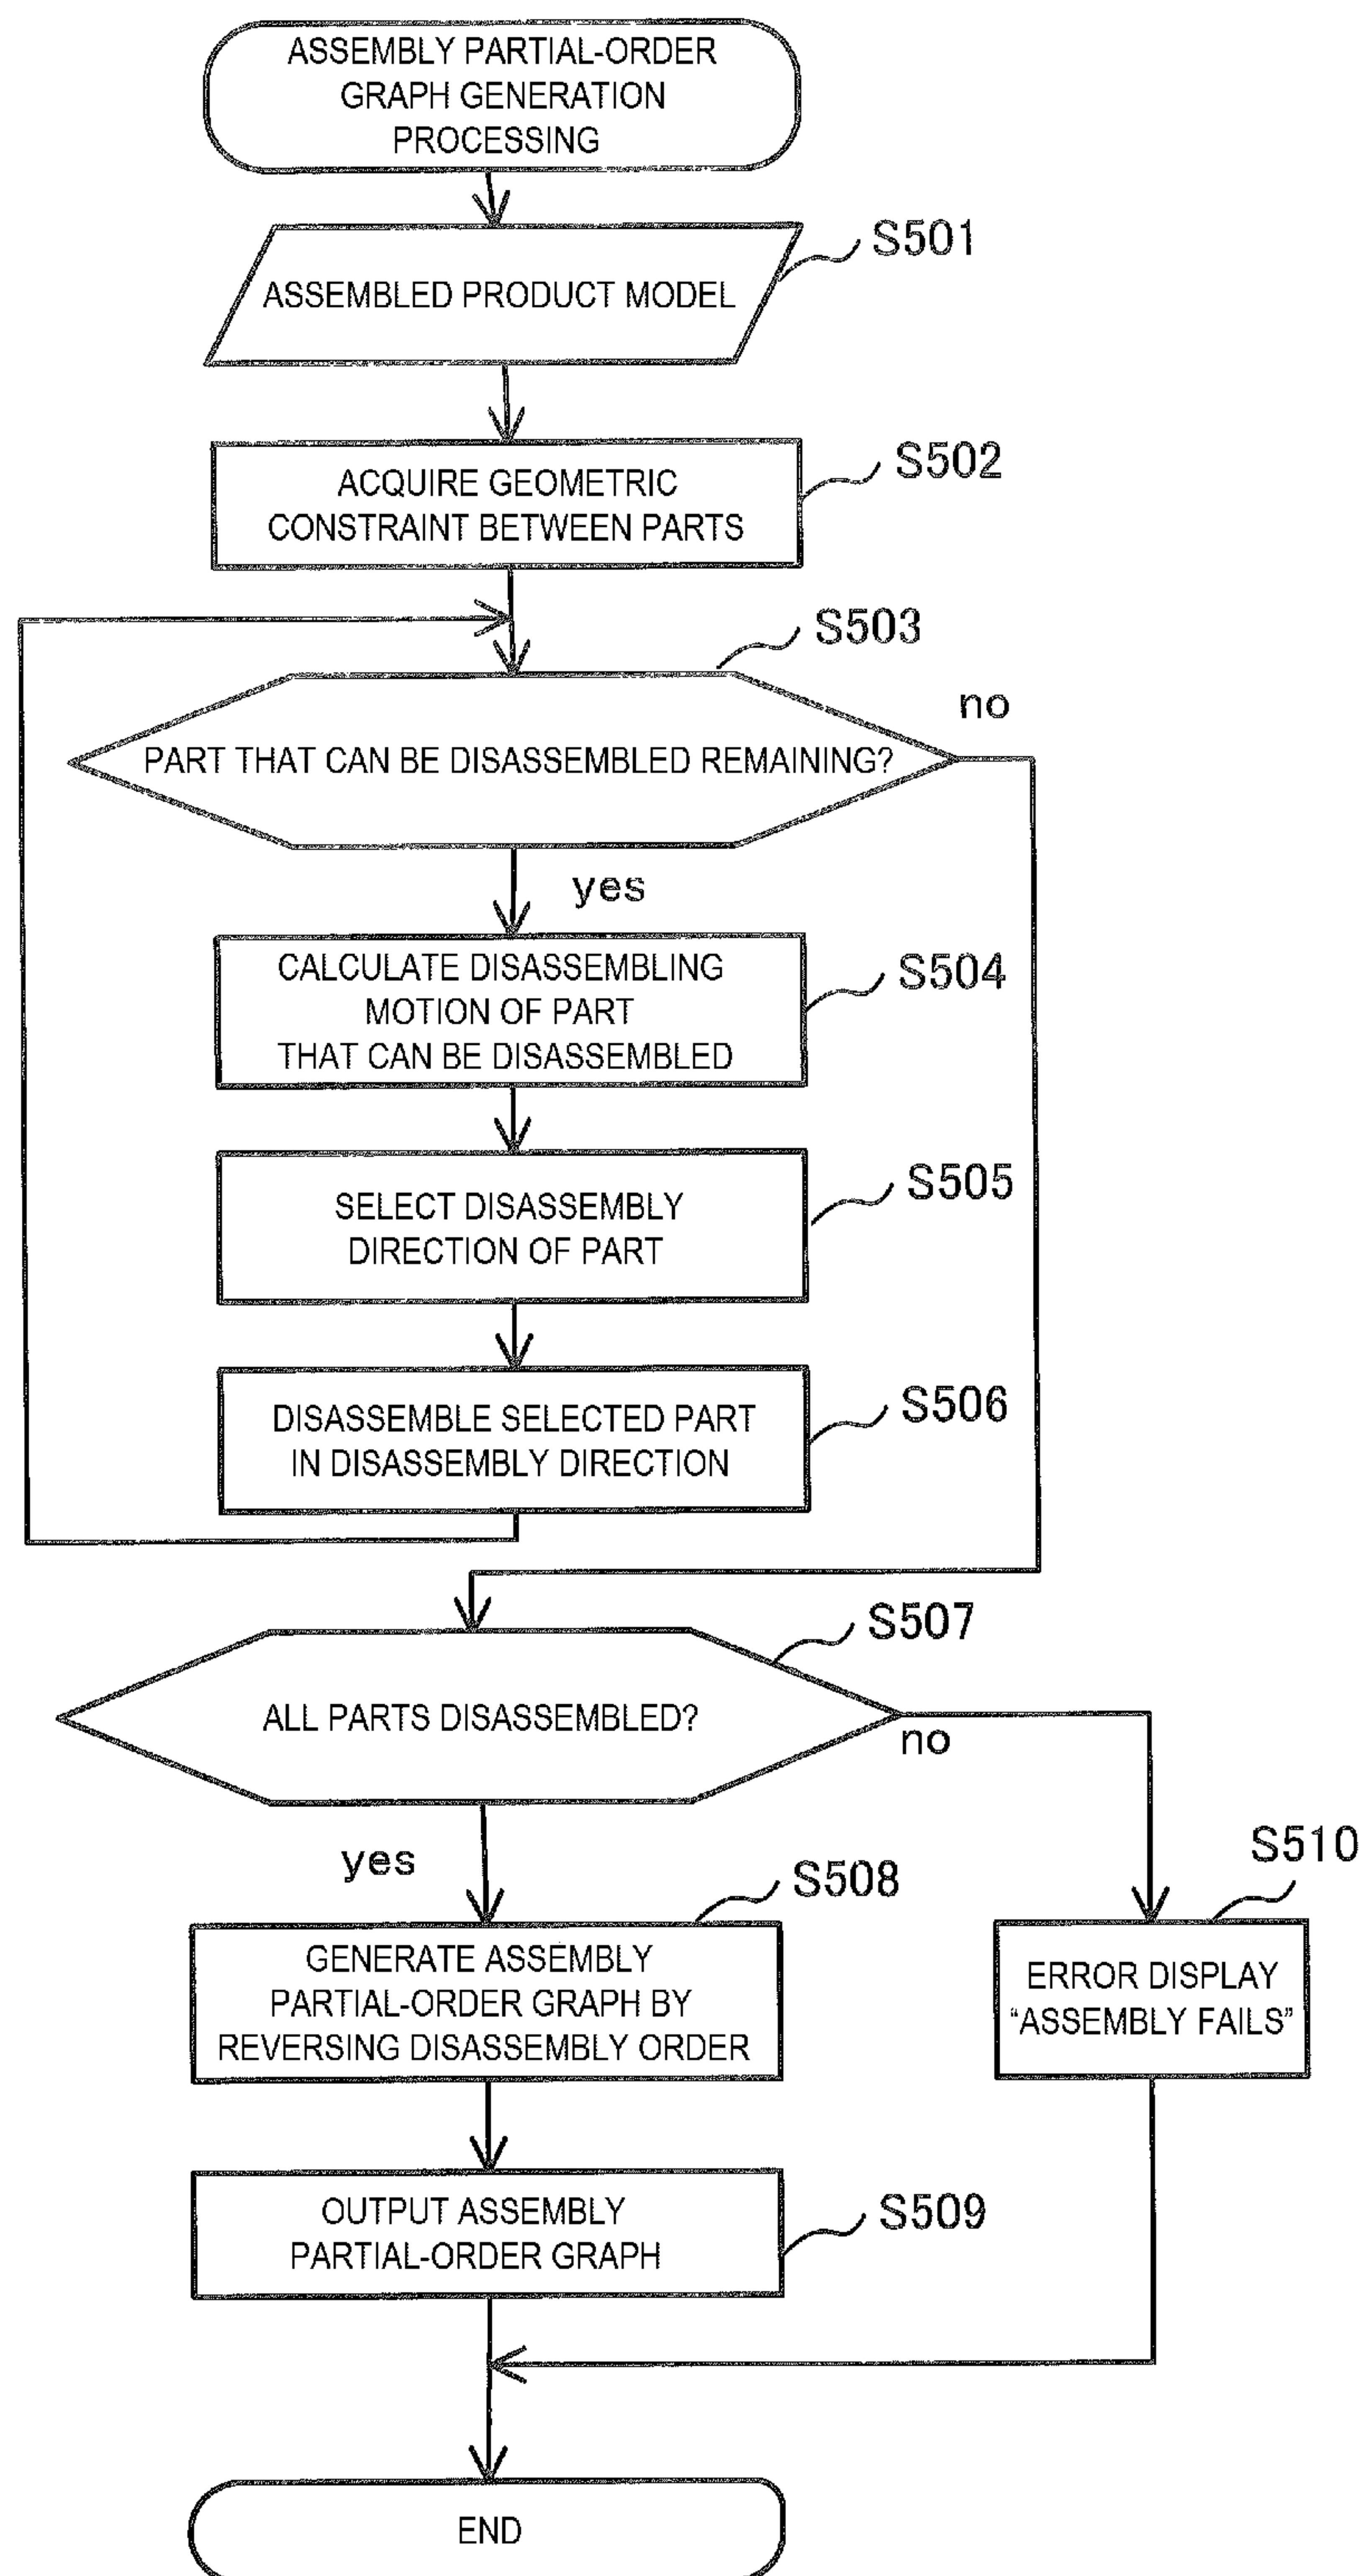 ASSEMBLY PARTIAL-ORDER
GRAPH GENERATION
PROCESSING
S501
ASSEMBLED PRODUCT MODEL
S502
ACQUIRE GEOMETRIC
CONSTRAINT BETWEEN PARTS
S503
no
PART THAT CAN BE DISASSEMBLED REMAINING?
yes
S504
CALCULATE DISASSEMBLING
MOTION OF PART
THAT CAN BE DISASSEMBLED
S505
SELECT DISASSEMBLY
DIRECTION OF PART
S506
DISASSEMBLE SELECTED PART
IN DISASSEMBLY DIRECTION
S507
ALL PARTS DISASSEMBLED?
no
yes
S508
GENERATE ASSEMBLY
PARTIAL-ORDER GRAPH BY
REVERSING DISASSEMBLY ORDER
S510
ERROR DISPLAY
“ASSEMBLY FAILS”
S509
OUTPUT ASSEMBLY
PARTIAL-ORDER GRAPH
END